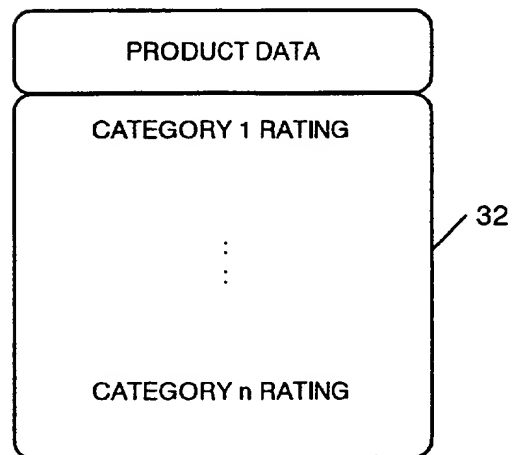 PRODUCT DATA
CATEGORY 1 RATING
32
CATEGORY n RATING